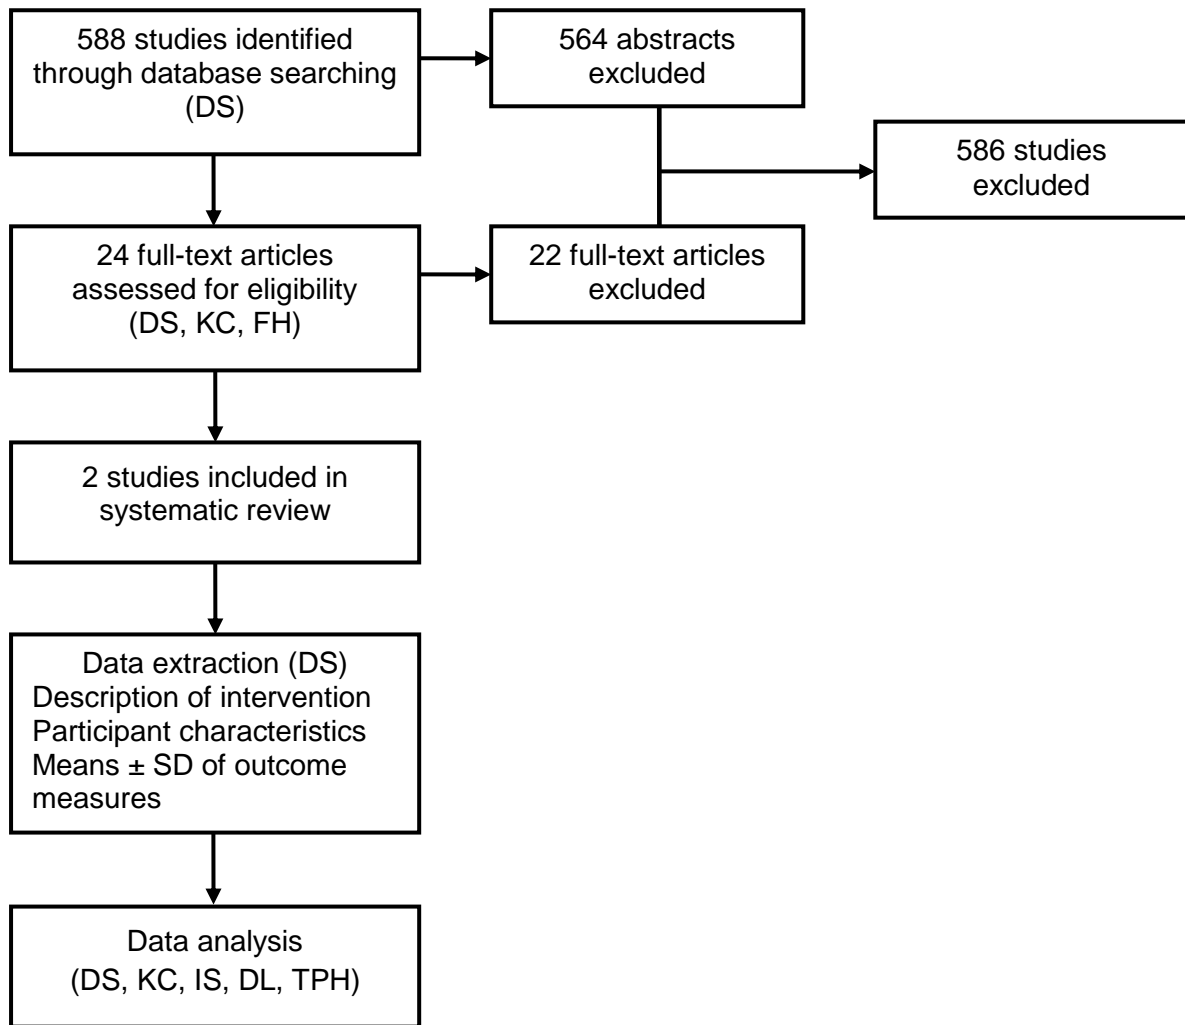 588 studies identified
through database searching
(DS)
564 abstracts
excluded
586 studies
excluded
24 full-text articles
assessed for eligibility
(DS, KC, FH)
22 full-text articles
excluded
2 studies included in
systematic review
Data extraction (DS)
Description of intervention
Participant characteristics
Means ± SD of outcome
measures
Data analysis
(DS, KC, IS, DL, TPH)